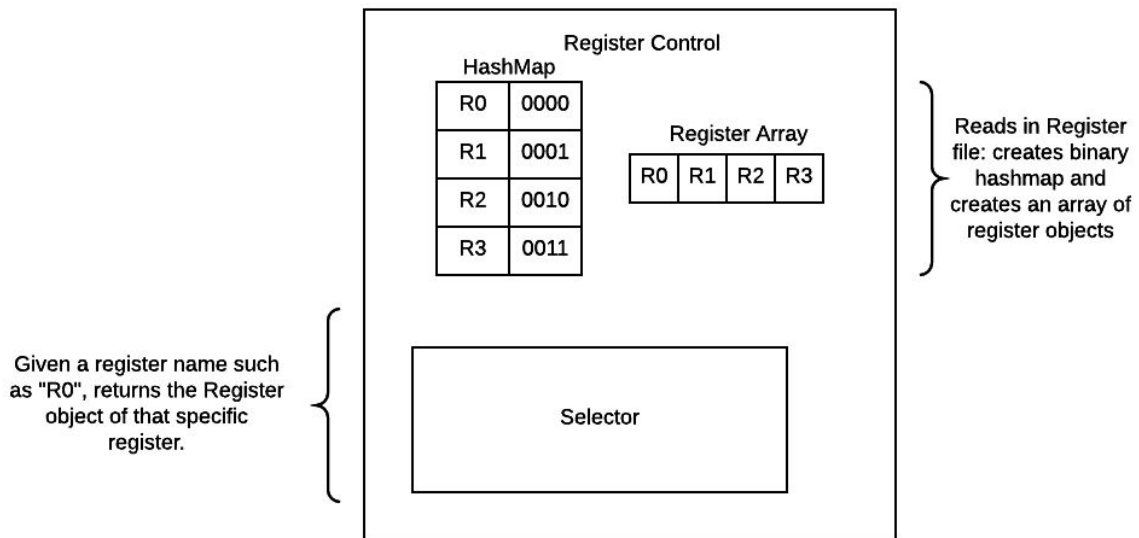 Register Control
HashMap
R0 0000
R1 0001
R2 0010
R3 0011
Register Array
R0 R1 R2 R3
Reads in Register
file: creates binary
hashmap and
creates an array of
register objects
Given a register name such
as "R0", returns the Register
object of that specific
register.
Selector